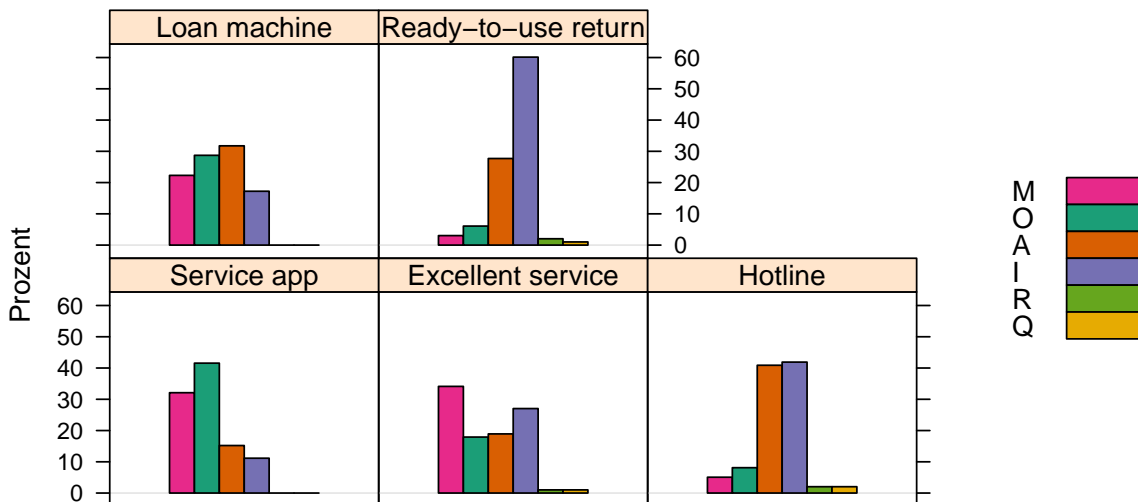 Loan machine
Ready−to−use return
60
50
40
30
20
10
0
Prozent
Service app
Excellent service
Hotline
60
50
40
30
20
10
0
M
O
A
I
R
Q